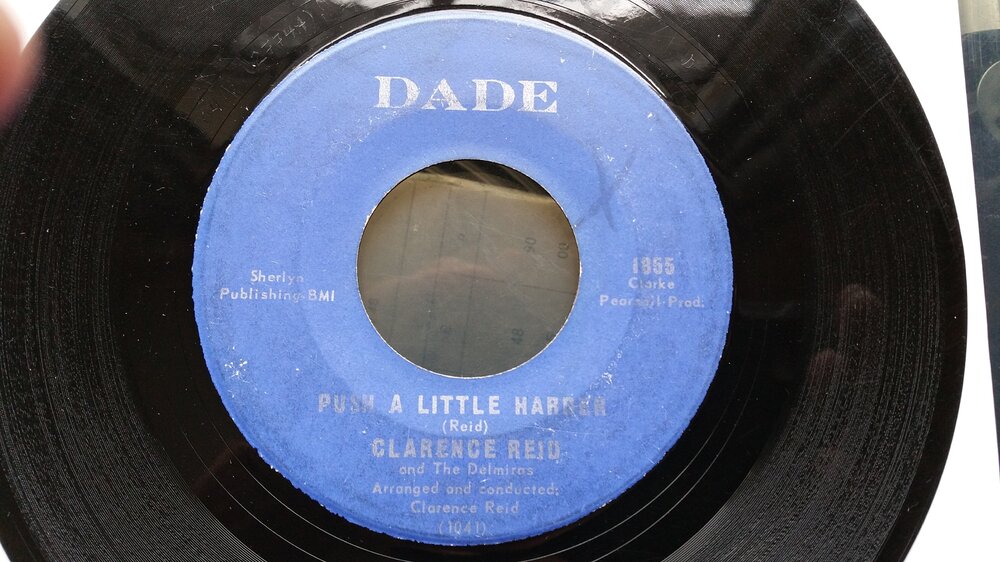 DADE
Sherlyn
Publishing-BMI
1855
Clarke
Pearsall-Prod.
PUSH A LITTLE HARDER
(Reid)
CLARENCE REID
and The Delmiras
Arranged and conducted:
Clarence Reid
(1041)